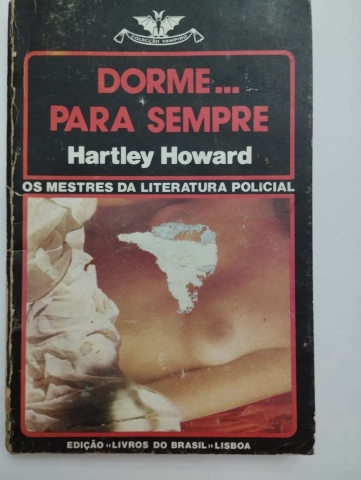 COLECÇÃO VAMPIRO
DORME...
PARA SEMPRE
Hartley Howard
OS MESTRES DA LITERATURA POLICIAL
EDIÇÃO «LIVROS DO BRASIL» LISBOA